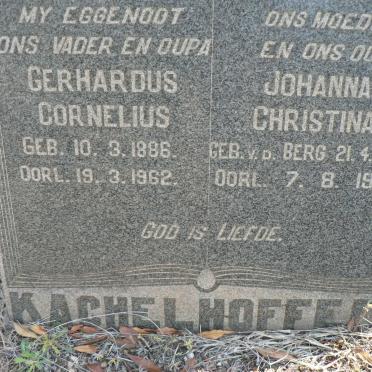 MY EGGENOOT
ONS VADER EN OUPA
GERHARDUS
CORNELIUS
GEB. 10. 3. 1886.
OORL. 19. 3. 1962.
ONS MOED
EN ONS OU
JOHANNA
CHRISTINA
GEB. v.d. BERG 21. 4.
OORL. 7. 8. 19
GOD IS LIEFDE.
KACHELHOFFEA